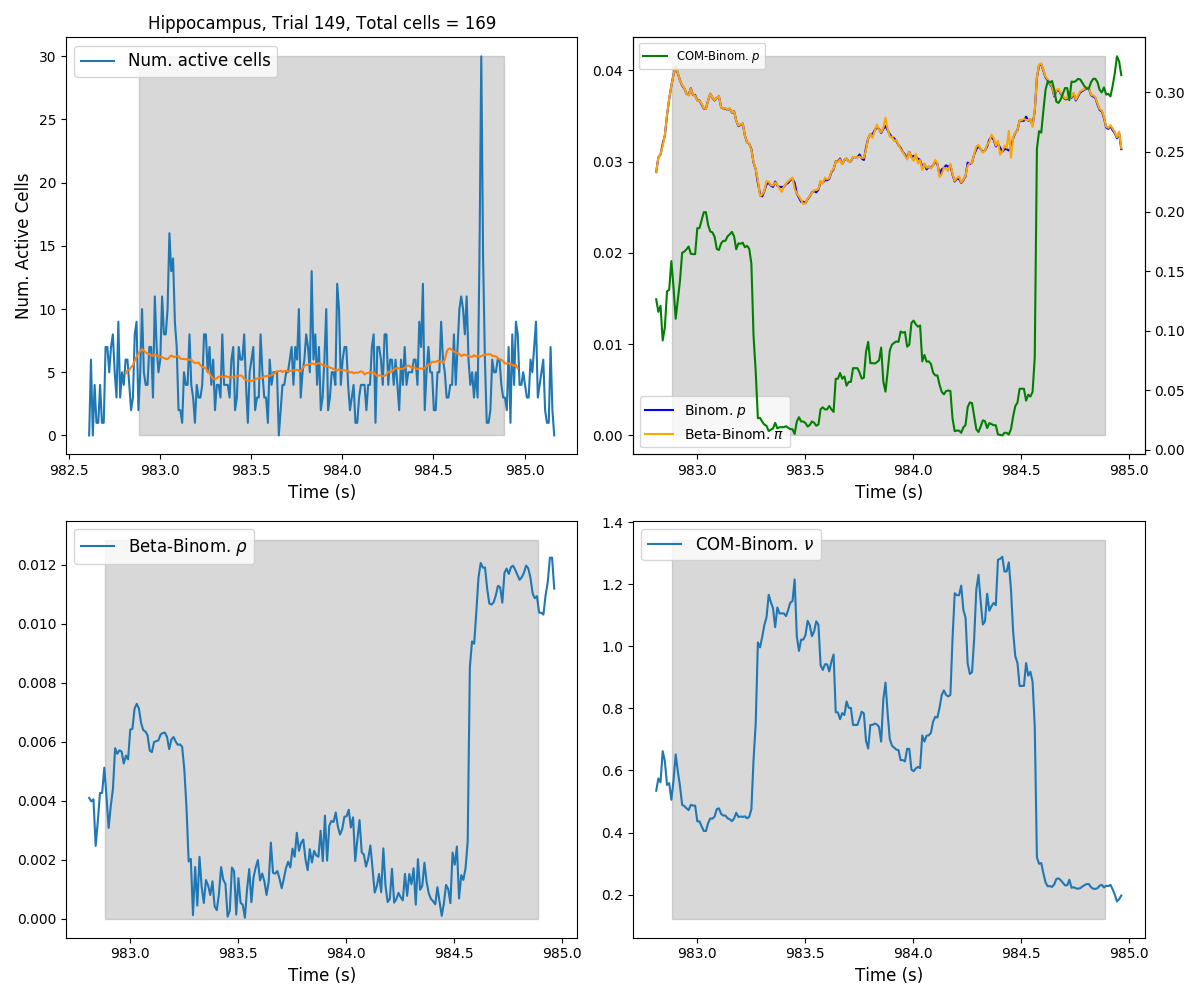 Hippocampus, Trial 149, Total cells = 169
Num. active cells
Num. Active Cells
30
25
20
15
10
5
0
982.5 983.0 983.5 984.0 984.5 985.0
Time (s)
COM-Binom. p
Binom. p
Beta-Binom. π
0.04
0.03
0.02
0.01
0.00
0.30
0.25
0.20
0.15
0.10
0.05
0.00
983.0 983.5 984.0 984.5 985.0
Time (s)
Beta-Binom. ρ
0.012
0.010
0.008
0.006
0.004
0.002
0.000
983.0 983.5 984.0 984.5 985.0
Time (s)
COM-Binom. ν
1.4
1.2
1.0
0.8
0.6
0.4
0.2
983.0 983.5 984.0 984.5 985.0
Time (s)